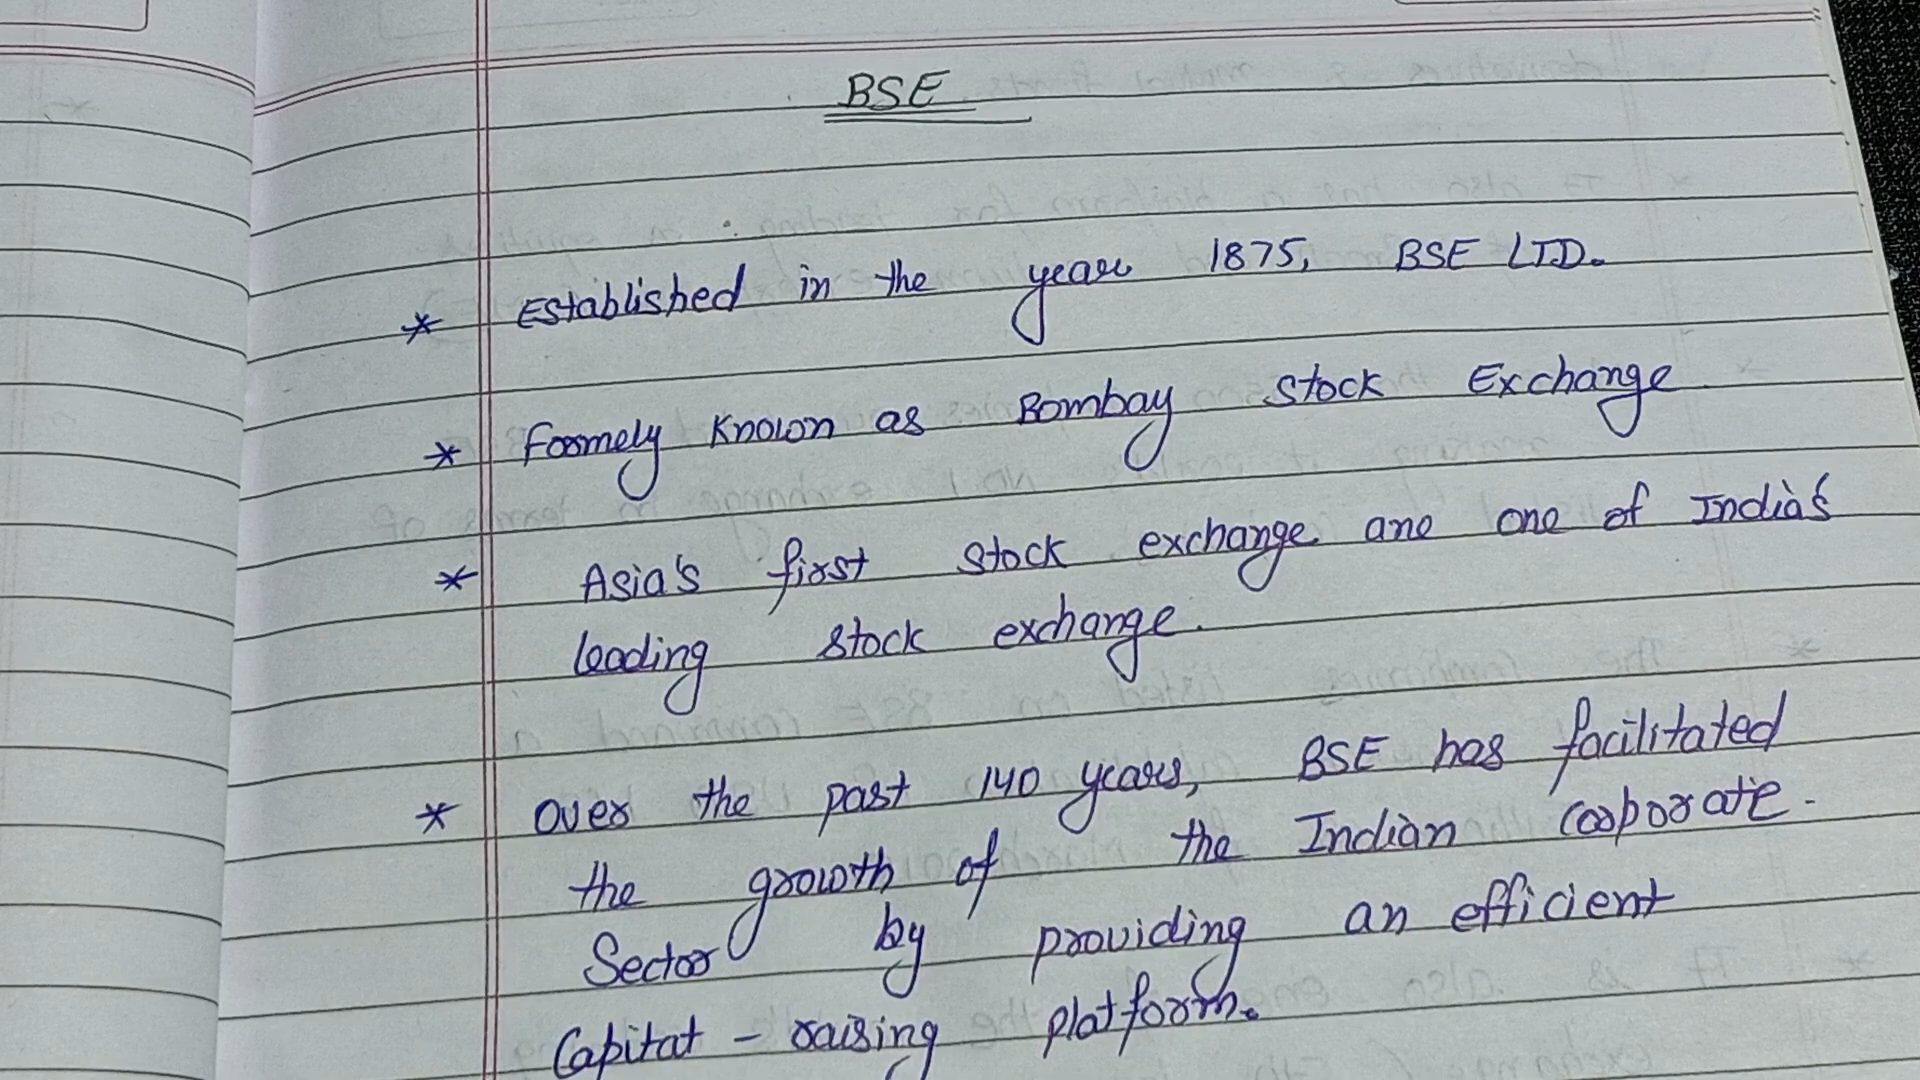 BSE
* Established in the year 1875, BSE LTD.
* Formely Known as Bombay Stock Exchange
* Asia's first stock exchange ane one of India's
leading stock exchange.
* over the past 140 years, BSE has facilitated
the growth of the Indian corporate.
Sector by providing an efficient
Capital - raising platform.